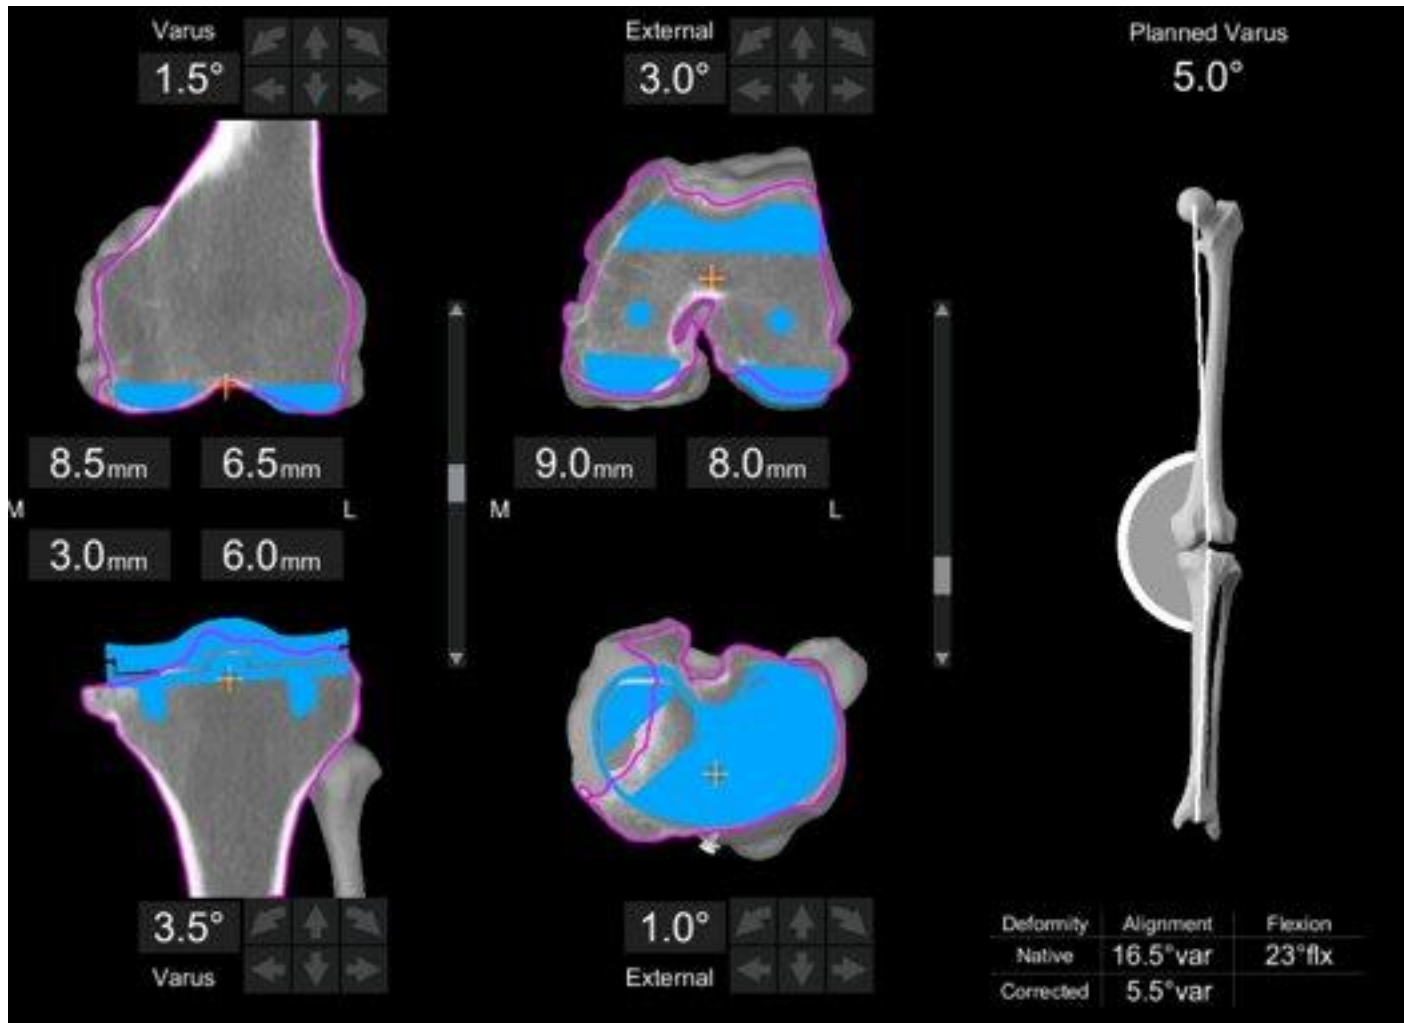 Varus
1.5°
External
3.0°
Planned Varus
5.0°
8.5mm
6.5mm
9.0mm
8.0mm
M
L
M
L
3.0mm
6.0mm
3.5°
Varus
1.0°
External
Deformity Alignment Flexion
Native 16.5°var 23°flx
Corrected 5.5°var